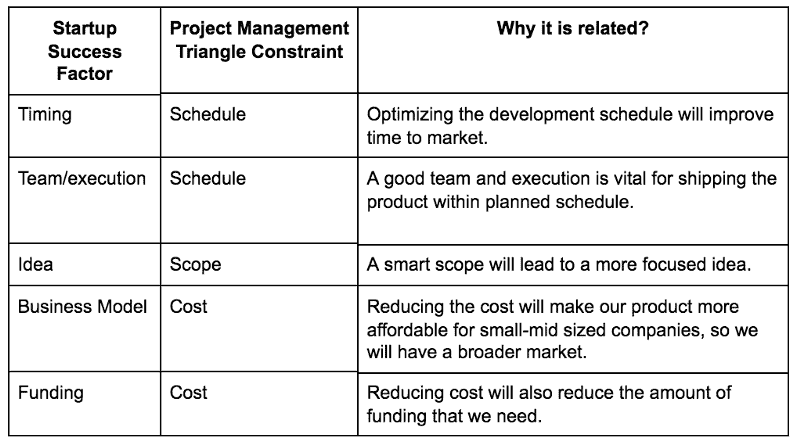 Startup Success Factor
Project Management Triangle Constraint
Why it is related?
Timing
Schedule
Optimizing the development schedule will improve
time to market.
Team/execution
Schedule
A good team and execution is vital for shipping the
product within planned schedule.
Idea
Scope
A smart scope will lead to a more focused idea.
Business Model
Cost
Reducing the cost will make our product more
affordable for small-mid sized companies, so we
will have a broader market.
Funding
Cost
Reducing cost will also reduce the amount of
funding that we need.